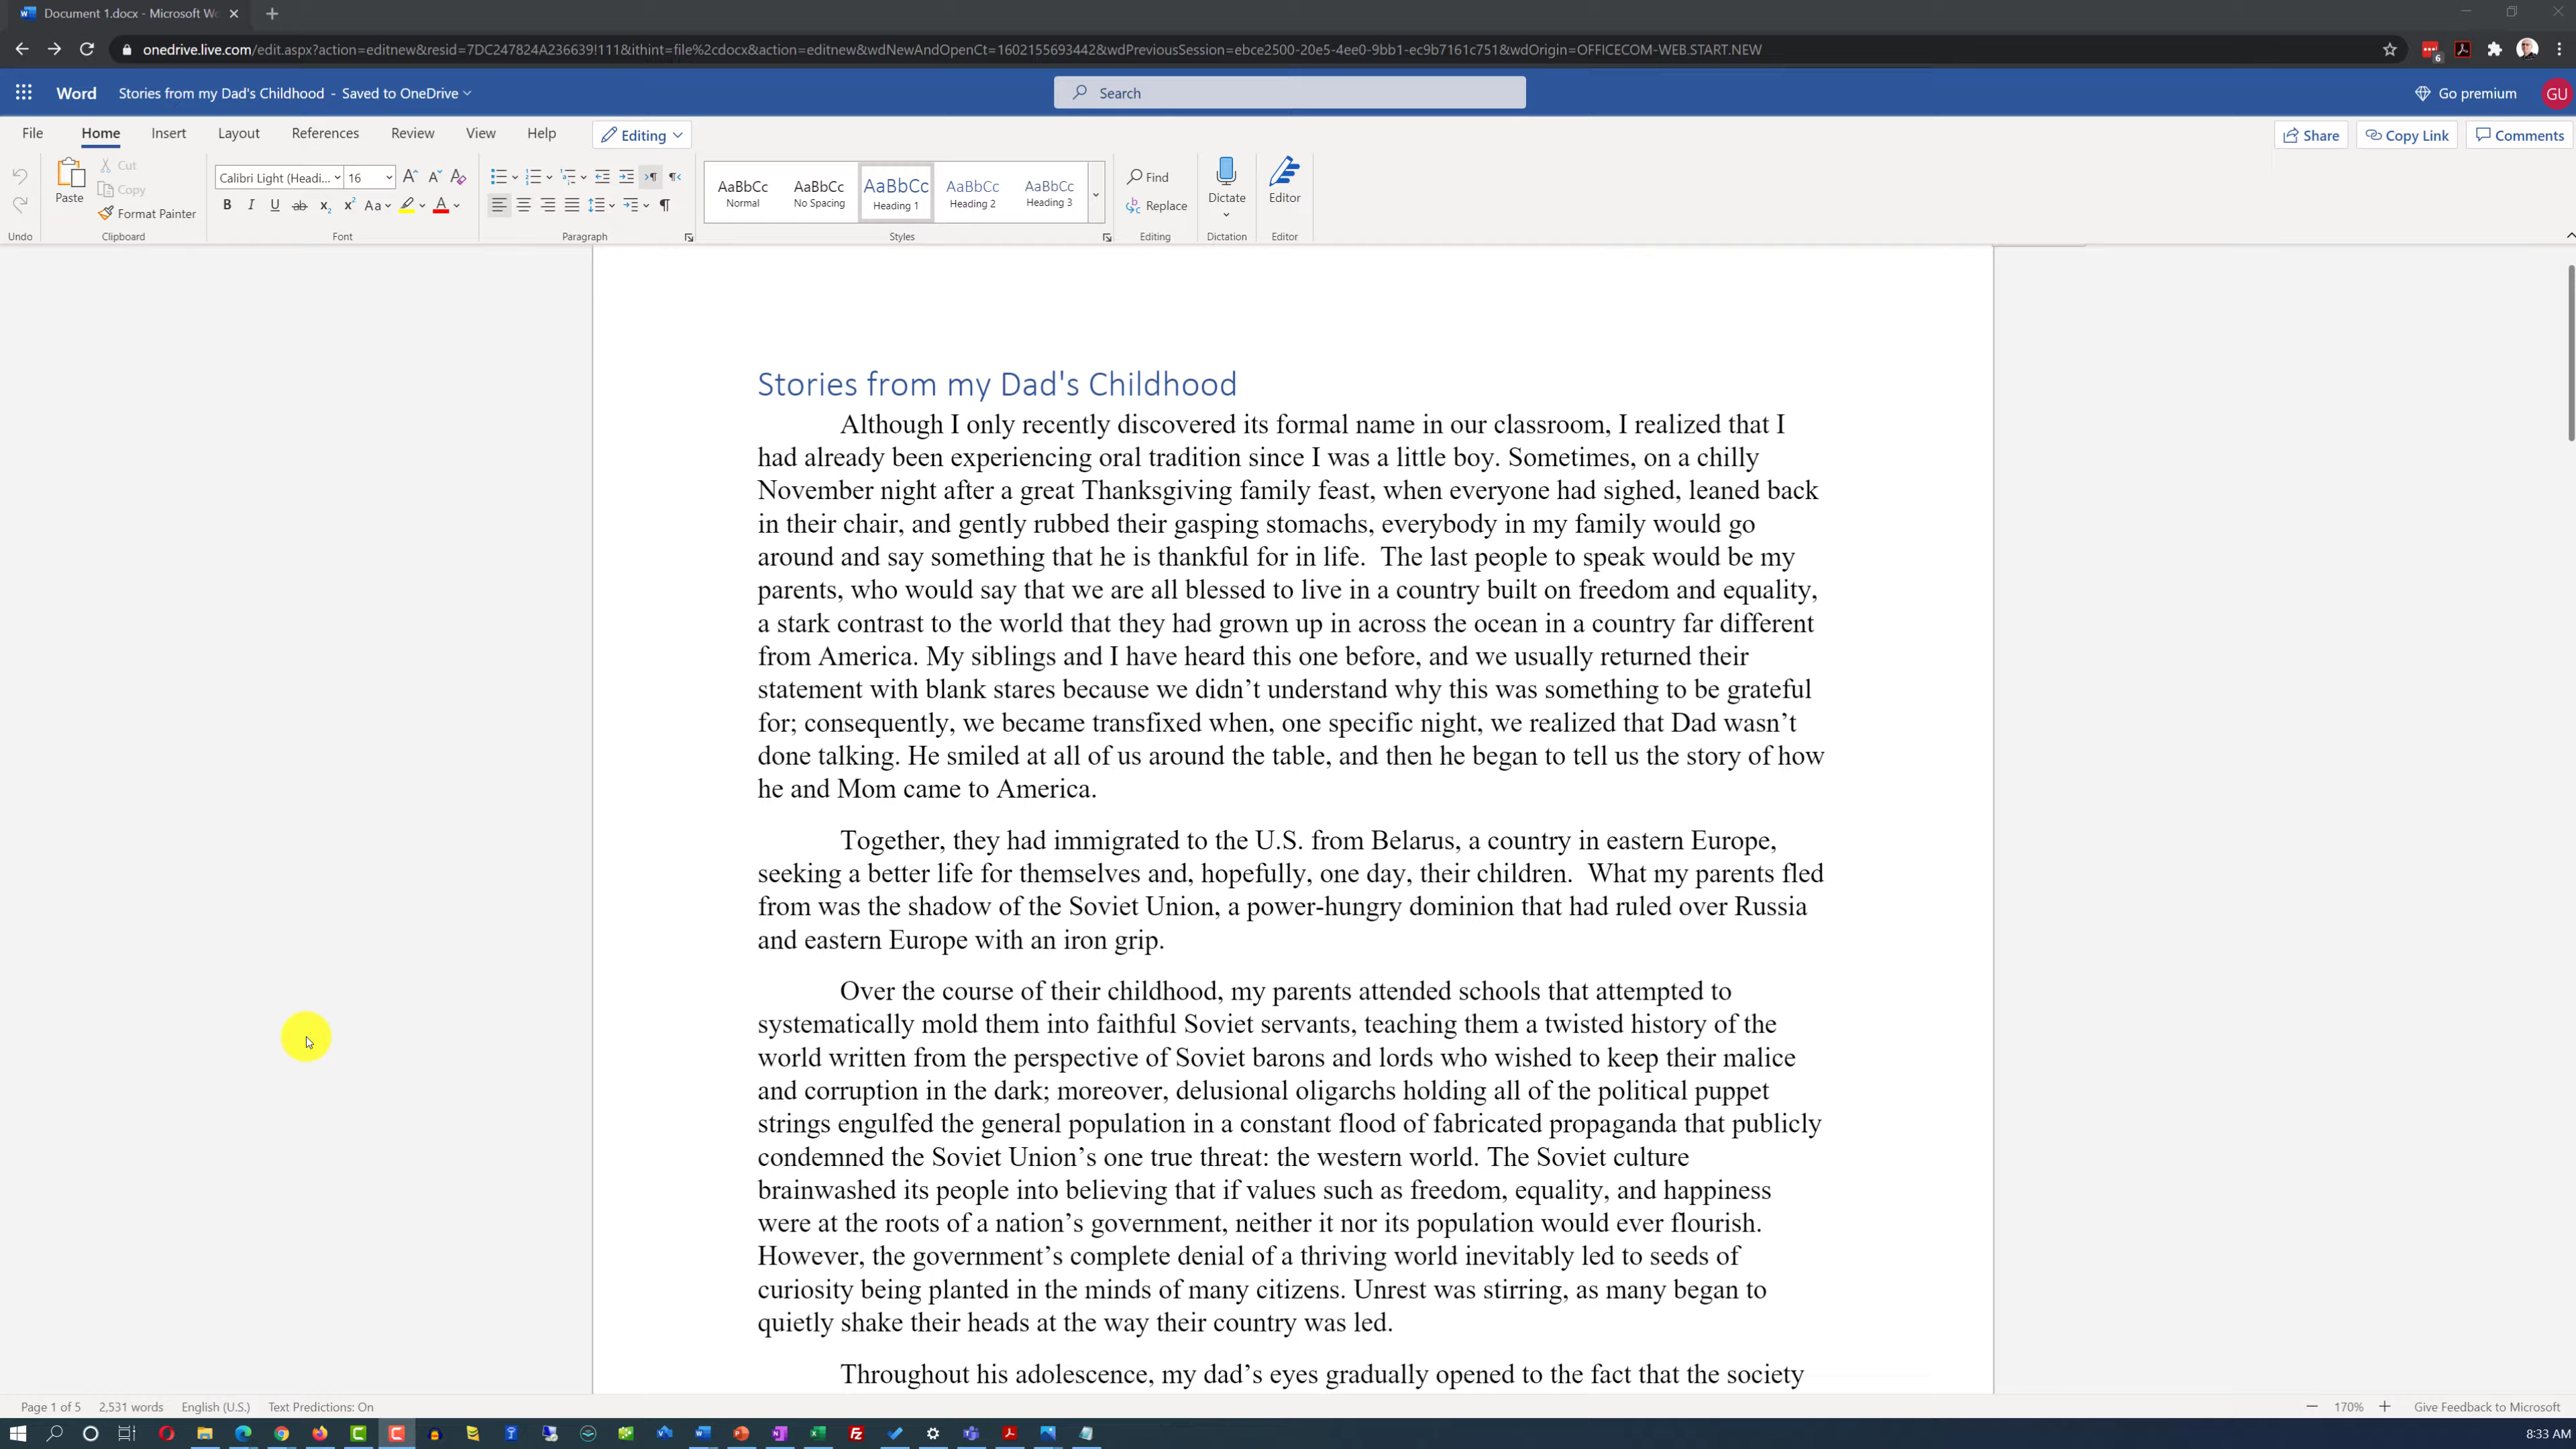 Document 1.docx - Microsoft Wo
onedrive.live.com/edit.aspx?action=editnew&resid=7DC247824A236639!111&ithint=file%2cdocx&action=editnew&wdNewAndOpenCt=1602155693442&wdPreviousSession=ebce2500-20e5-4ee0-9bb1-ec9b7161c751&wdOrigin=OFFICECOM-WEB.START.NEW
6
Word Stories from my Dad's Childhood - Saved to OneDrive Search Go premium GU
File Home Insert Layout References Review View Help Editing Share Copy Link Comments
Paste Cut Copy Format Painter
Calibri Light (Headi... 16
AaBbCc Normal AaBbCc No Spacing AaBbCc Heading 1 AaBbCc Heading 2 AaBbCc Heading 3
Find Replace Dictate Editor
Undo Clipboard Font Paragraph Styles Editing Dictation Editor
Stories from my Dad's Childhood
Although I only recently discovered its formal name in our classroom, I realized that I
had already been experiencing oral tradition since I was a little boy. Sometimes, on a chilly
November night after a great Thanksgiving family feast, when everyone had sighed, leaned back
in their chair, and gently rubbed their gasping stomachs, everybody in my family would go
around and say something that he is thankful for in life.  The last people to speak would be my
parents, who would say that we are all blessed to live in a country built on freedom and equality,
a stark contrast to the world that they had grown up in across the ocean in a country far different
from America. My siblings and I have heard this one before, and we usually returned their
statement with blank stares because we didn’t understand why this was something to be grateful
for; consequently, we became transfixed when, one specific night, we realized that Dad wasn’t
done talking. He smiled at all of us around the table, and then he began to tell us the story of how
he and Mom came to America.
Together, they had immigrated to the U.S. from Belarus, a country in eastern Europe,
seeking a better life for themselves and, hopefully, one day, their children.  What my parents fled
from was the shadow of the Soviet Union, a power-hungry dominion that had ruled over Russia
and eastern Europe with an iron grip.
Over the course of their childhood, my parents attended schools that attempted to
systematically mold them into faithful Soviet servants, teaching them a twisted history of the
world written from the perspective of Soviet barons and lords who wished to keep their malice
and corruption in the dark; moreover, delusional oligarchs holding all of the political puppet
strings engulfed the general population in a constant flood of fabricated propaganda that publicly
condemned the Soviet Union’s one true threat: the western world. The Soviet culture
brainwashed its people into believing that if values such as freedom, equality, and happiness
were at the roots of a nation’s government, neither it nor its population would ever flourish.
However, the government’s complete denial of a thriving world inevitably led to seeds of
curiosity being planted in the minds of many citizens. Unrest was stirring, as many began to
quietly shake their heads at the way their country was led.
Throughout his adolescence, my dad’s eyes gradually opened to the fact that the society
Page 1 of 5 2,531 words English (U.S.) Text Predictions: On 170% Give Feedback to Microsoft
8:33 AM